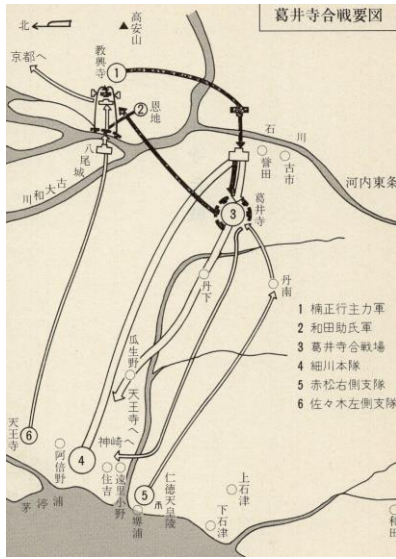 葛井寺合戦要図
北
高安山
京都へ
教興寺
1
2
恩地
八尾城
古大和川
石川
誉田
古市
河内東条
葛井寺
3
丹下
丹南
瓜生野
天王寺へ
神崎へ
天王寺
6
阿倍野
4
住吉
遠里小野
堺浦
5
仁徳天皇陵
上石津
下石津
和田
茅渟浦
1 楠正行主力軍
2 和田助氏軍
3 葛井寺合戦場
4 細川本隊
5 赤松右側支隊
6 佐々木左側支隊